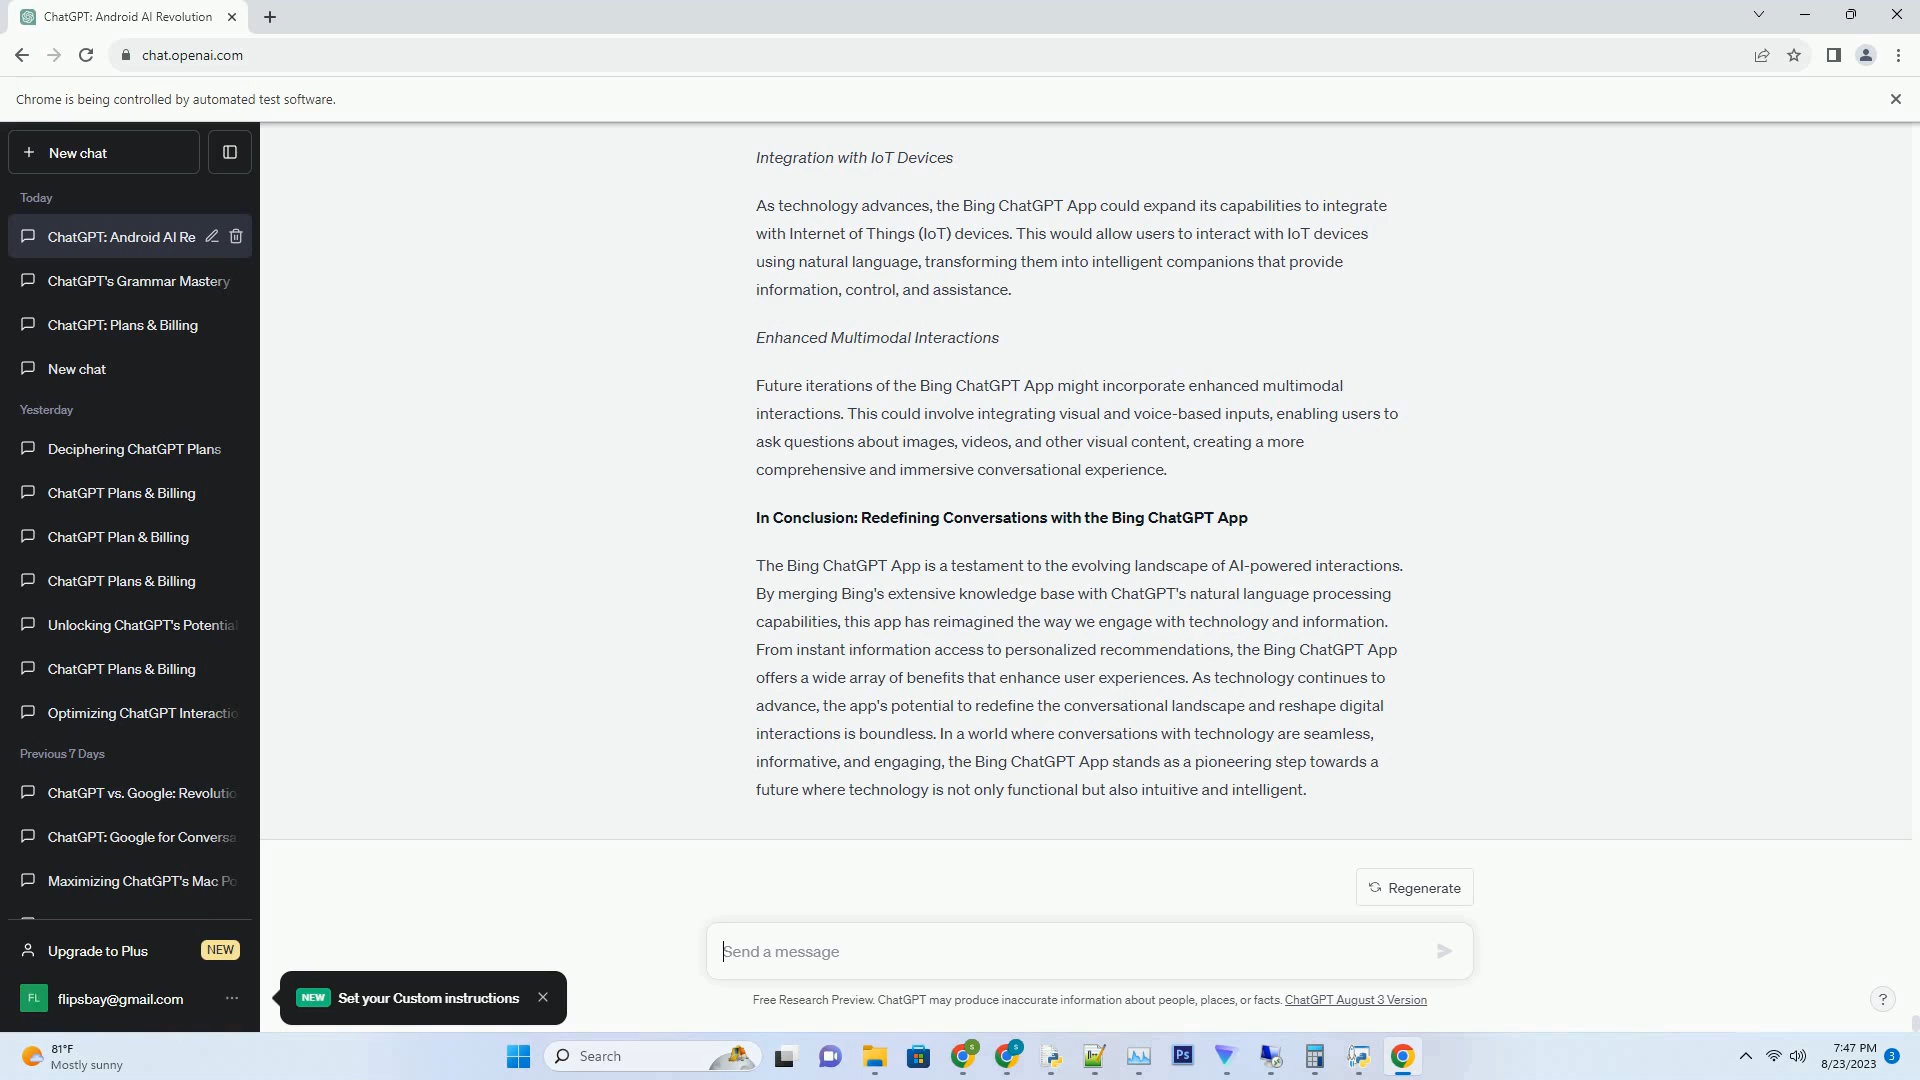 ChatGPT: Android AI Revolution
chat.openai.com
Chrome is being controlled by automated test software.
New chat
Today
ChatGPT: Android AI Re
ChatGPT's Grammar Mastery
ChatGPT: Plans & Billing
New chat
Yesterday
Deciphering ChatGPT Plans
ChatGPT Plans & Billing
ChatGPT Plan & Billing
ChatGPT Plans & Billing
Unlocking ChatGPT's Potential
ChatGPT Plans & Billing
Optimizing ChatGPT Interactio
Previous 7 Days
ChatGPT vs. Google: Revolutio
ChatGPT: Google for Conversa
Maximizing ChatGPT's Mac Po
Upgrade to Plus NEW
FL flipsbay@gmail.com
NEW Set your Custom instructions
Integration with IoT Devices
As technology advances, the Bing ChatGPT App could expand its capabilities to integrate
with Internet of Things (IoT) devices. This would allow users to interact with IoT devices
using natural language, transforming them into intelligent companions that provide
information, control, and assistance.
Enhanced Multimodal Interactions
Future iterations of the Bing ChatGPT App might incorporate enhanced multimodal
interactions. This could involve integrating visual and voice-based inputs, enabling users to
ask questions about images, videos, and other visual content, creating a more
comprehensive and immersive conversational experience.
In Conclusion: Redefining Conversations with the Bing ChatGPT App
The Bing ChatGPT App is a testament to the evolving landscape of AI-powered interactions.
By merging Bing's extensive knowledge base with ChatGPT's natural language processing
capabilities, this app has reimagined the way we engage with technology and information.
From instant information access to personalized recommendations, the Bing ChatGPT App
offers a wide array of benefits that enhance user experiences. As technology continues to
advance, the app's potential to redefine the conversational landscape and reshape digital
interactions is boundless. In a world where conversations with technology are seamless,
informative, and engaging, the Bing ChatGPT App stands as a pioneering step towards a
future where technology is not only functional but also intuitive and intelligent.
Regenerate
Send a message
Free Research Preview. ChatGPT may produce inaccurate information about people, places, or facts. ChatGPT August 3 Version
?
81°F
Mostly sunny
Search
S
S
Ps
7:47 PM
8/23/2023
3